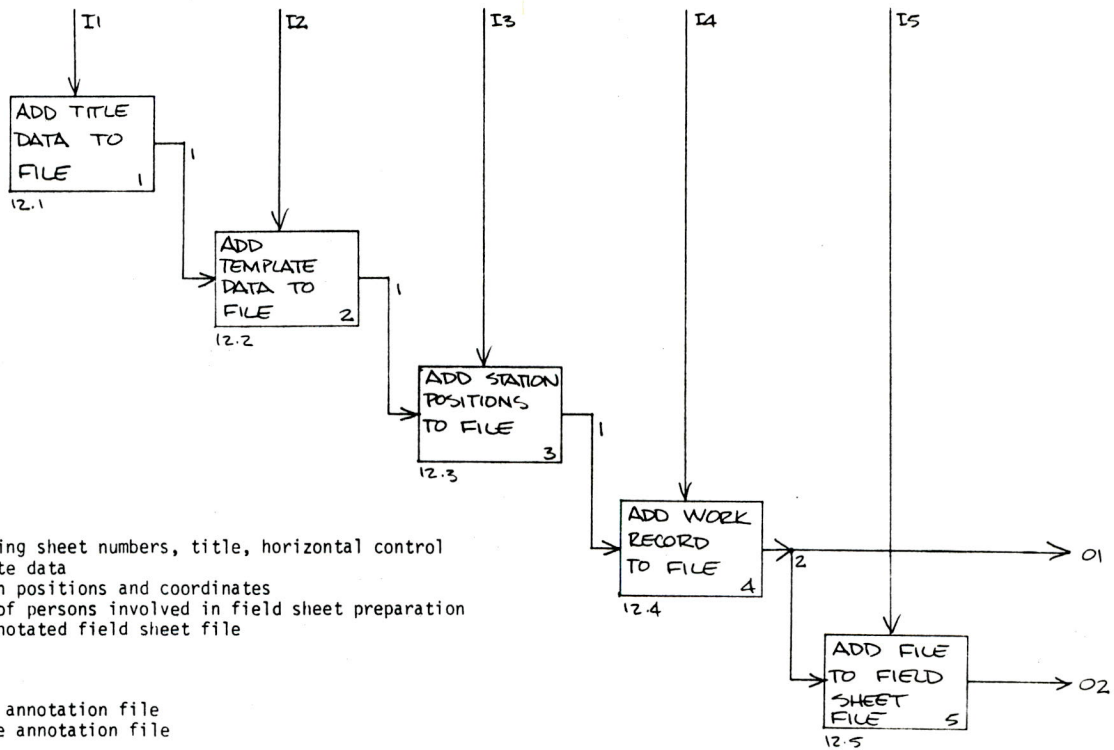 I1
I2
I3
I4
I5
ADD TITLE
DATA TO
FILE 1
12.1
1
ADD
TEMPLATE
DATA TO
FILE 2
12.2
1
ADD STATION
POSITIONS
TO FILE
3
12.3
1
ADD WORK
RECORD
TO FILE 4
12.4
2
O1
ADD FILE
TO FIELD
SHEET
FILE 5
12.5
O2
ing sheet numbers, title, horizontal control
te data
n positions and coordinates
of persons involved in field sheet preparation
notated field sheet file
annotation file
e annotation file